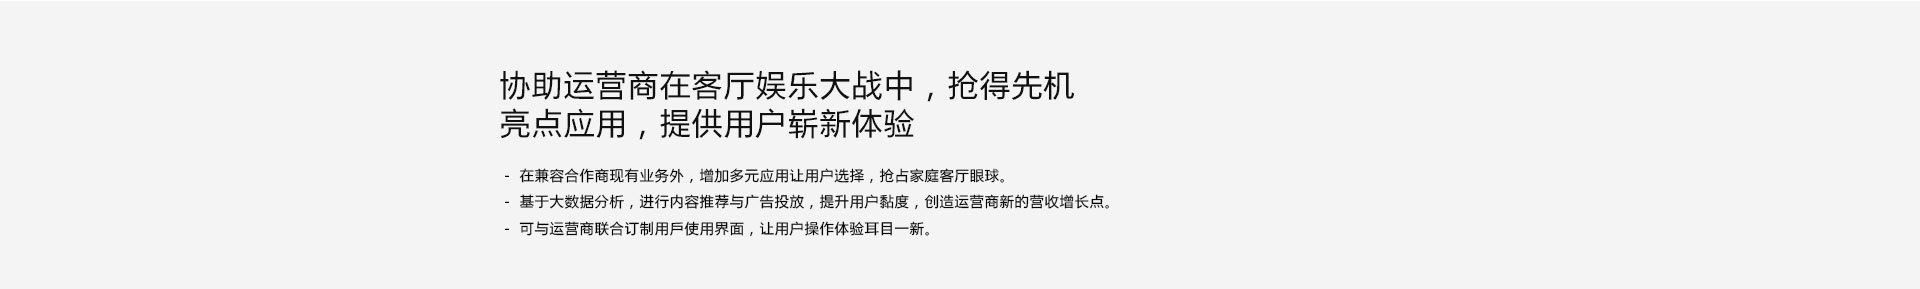 协助运营商在客厅娱乐大战中，抢得先机
亮点应用，提供用户崭新体验
- 在兼容合作商现有业务外，增加多元应用让用户选择，抢占家庭客厅眼球。
- 基于大数据分析，进行内容推荐与广告投放，提升用户黏度，创造运营商新的营收增长点。
- 可与运营商联合订制用戶使用界面，让用户操作体验耳目一新。